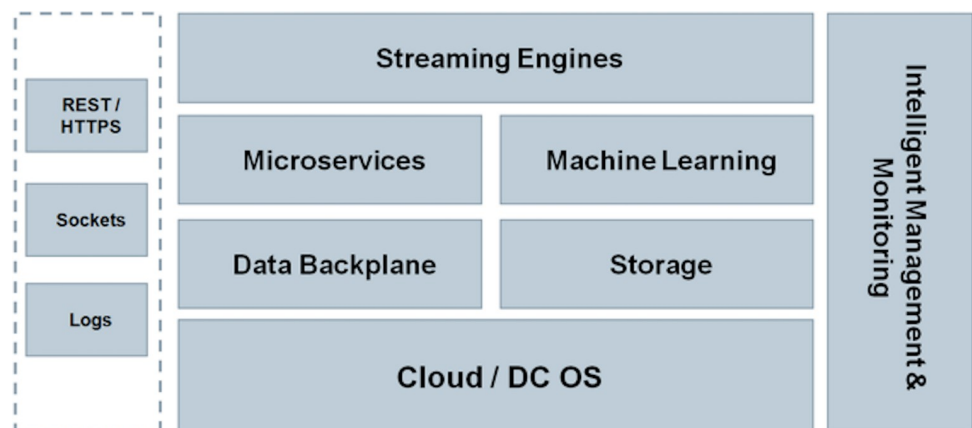 REST /
HTTPS
Sockets
Logs
Streaming Engines
Microservices
Machine Learning
Data Backplane
Storage
Cloud / DC OS
Intelligent Management &
Monitoring